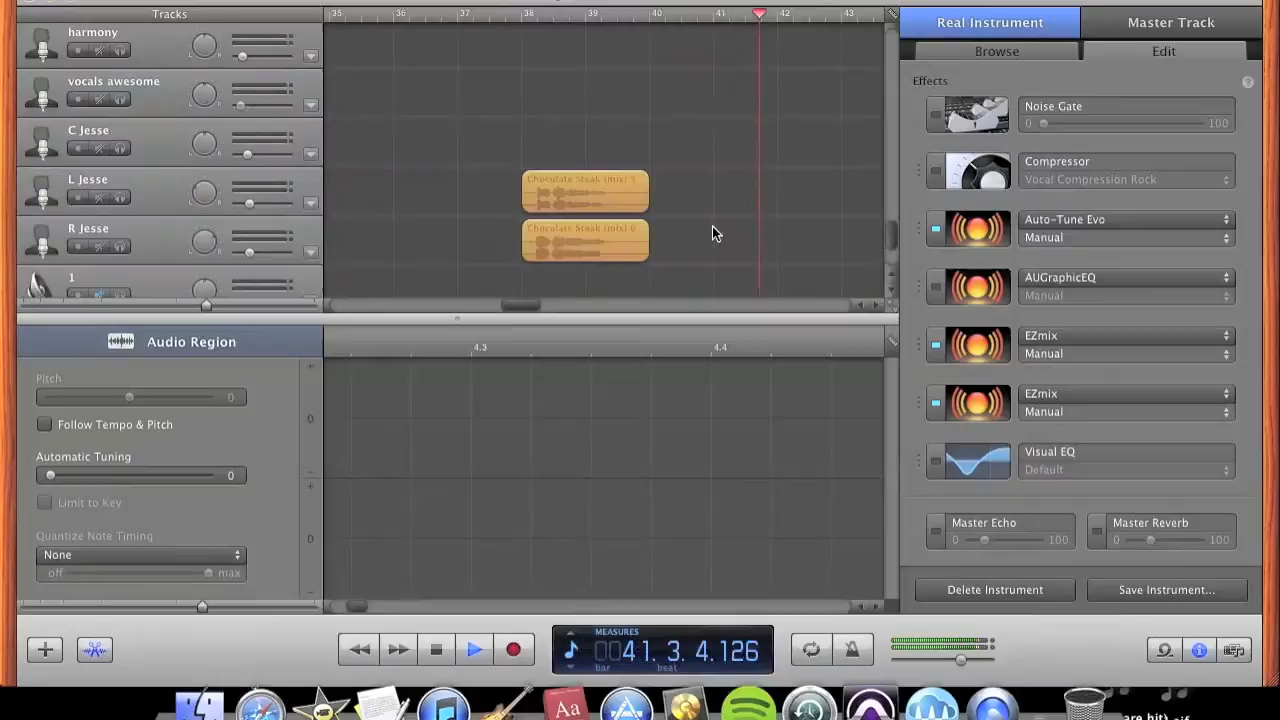 Tracks
35 36 37 38 39 40 41 42 43
Real Instrument Master Track
Browse Edit
harmony
vocals awesome
C Jesse
L Jesse
R Jesse
1
L R
L R
L R
L R
L R
Chocolate Steak (mix) 5
Chocolate Steak (mix) 6
Effects ?
Noise Gate
0 100
Compressor
Vocal Compression Rock
Auto-Tune Evo
Manual
AUGraphicEQ
Manual
EZmix
Manual
EZmix
Manual
Visual EQ
Default
Master Echo
0 100
Master Reverb
0 100
Delete Instrument Save Instrument...
Audio Region
4.3 4.4
Pitch
0
Follow Tempo & Pitch
Automatic Tuning
0
Limit to Key
Quantize Note Timing
None
off max
+
0
-
+
0
-
MEASURES
0041. 3. 4.126
bar beat
Aa
are hit)